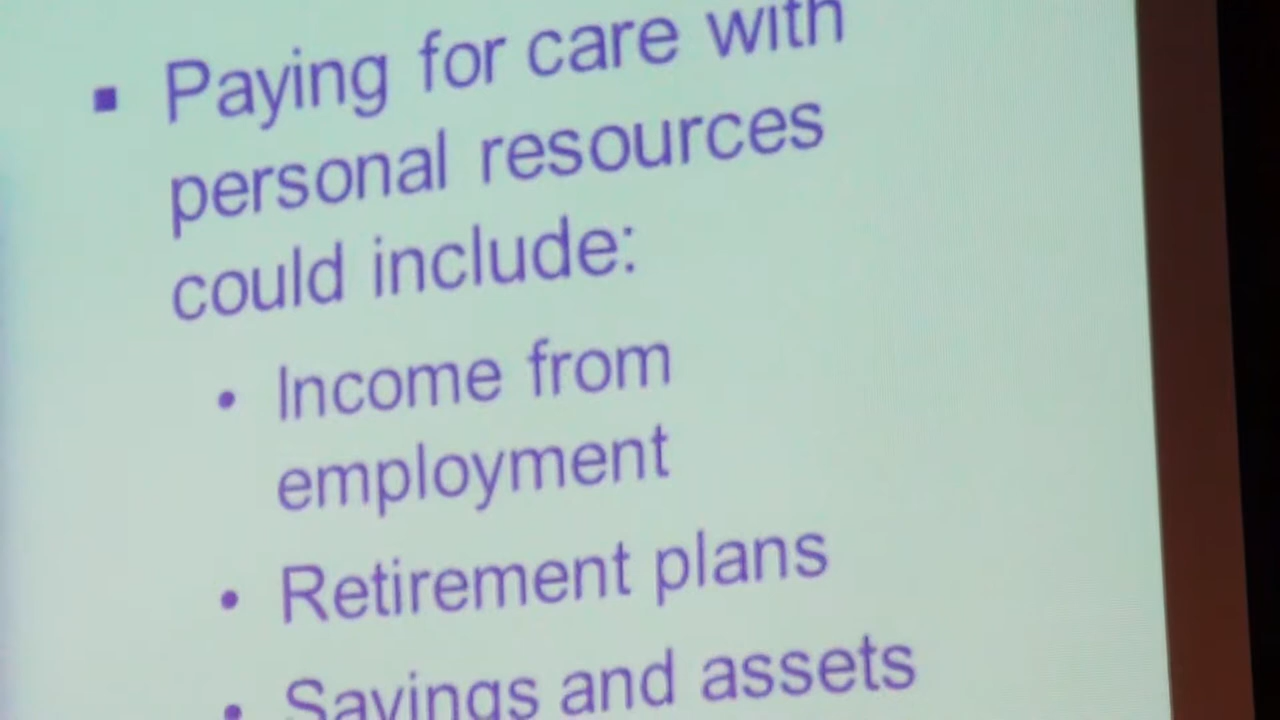 ▪ Paying for care with
personal resources
could include:
• Income from
employment
• Retirement plans
• Savings and assets